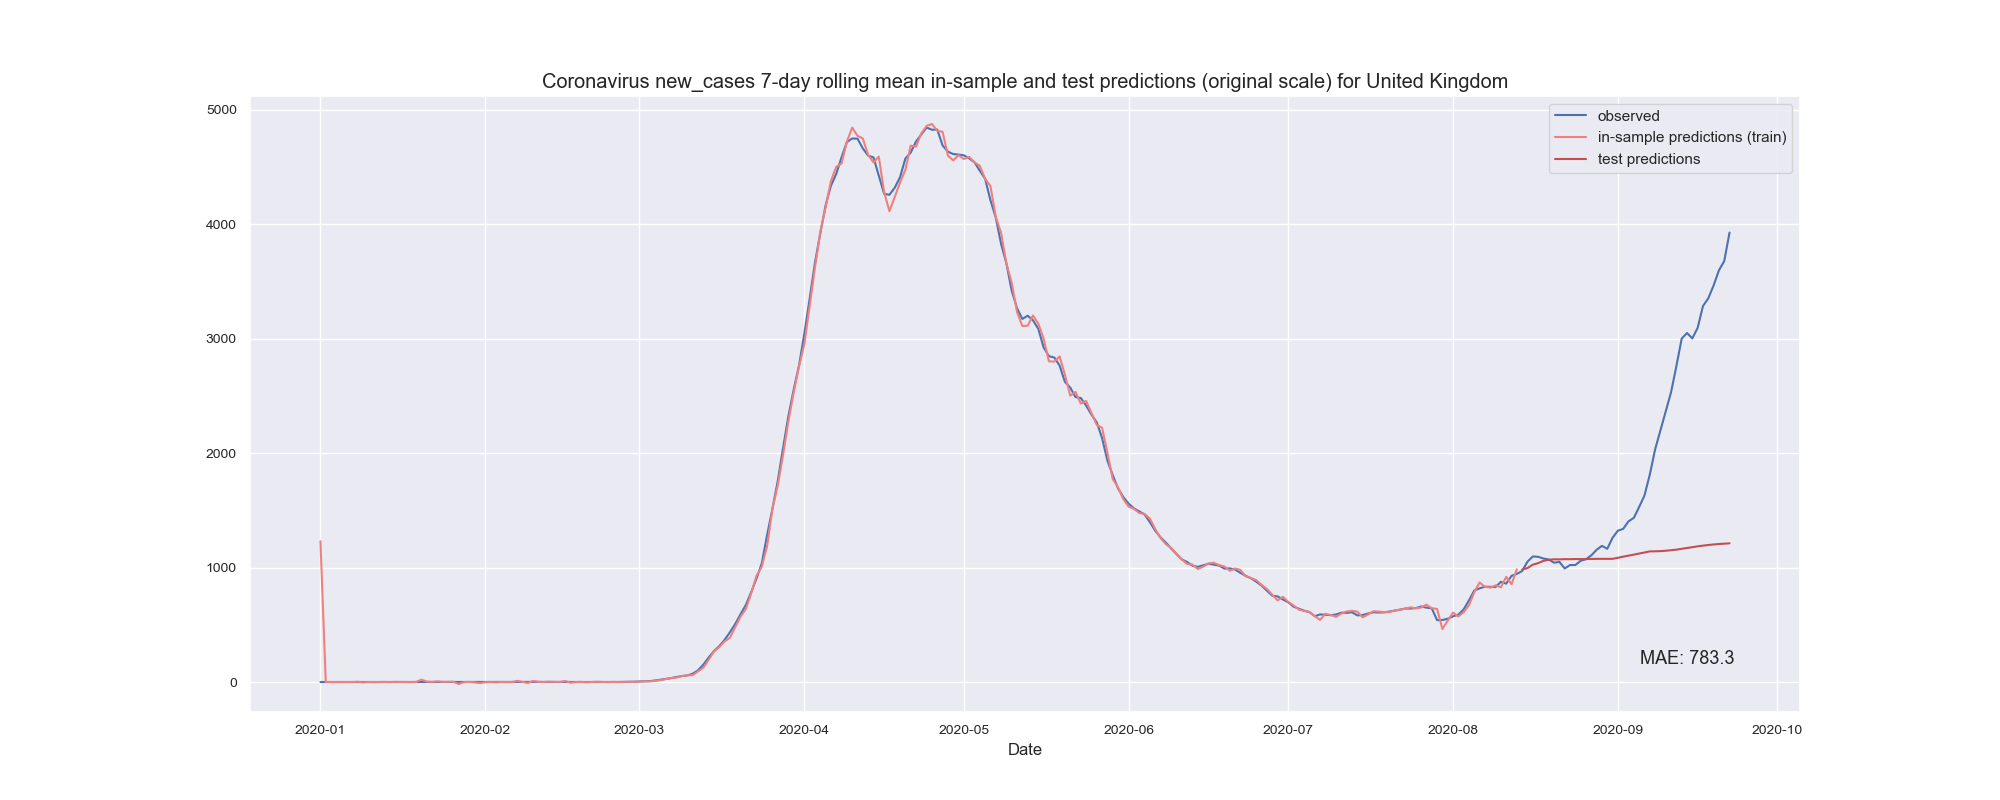 Coronavirus new_cases 7-day rolling mean in-sample and test predictions (original scale) for United Kingdom
observed
in-sample predictions (train)
test predictions
5000
4000
3000
2000
1000
0
MAE: 783.3
2020-01 2020-02 2020-03 2020-04 2020-05 2020-06 2020-07 2020-08 2020-09 2020-10
Date